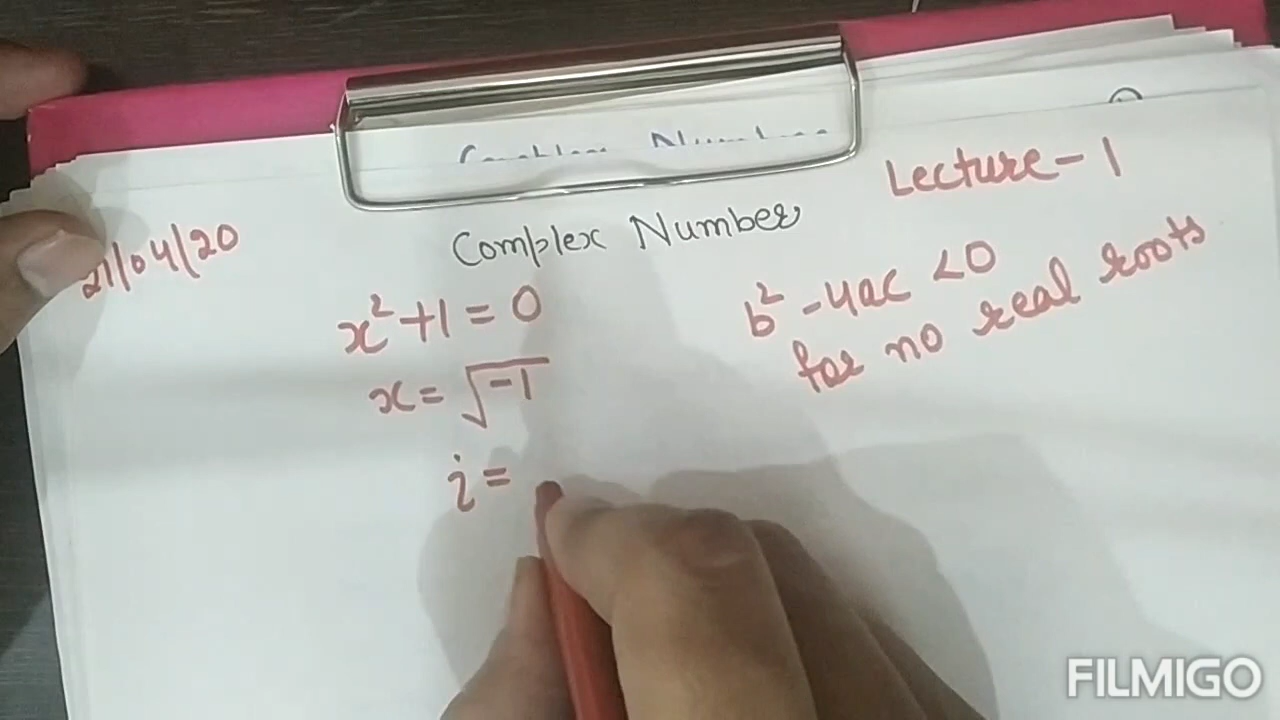 Lecture-1
Complex Number
21/04/20
x²+1=0
x=√-1
i=
b²-4ac<0
for no real roots
FILMIGO